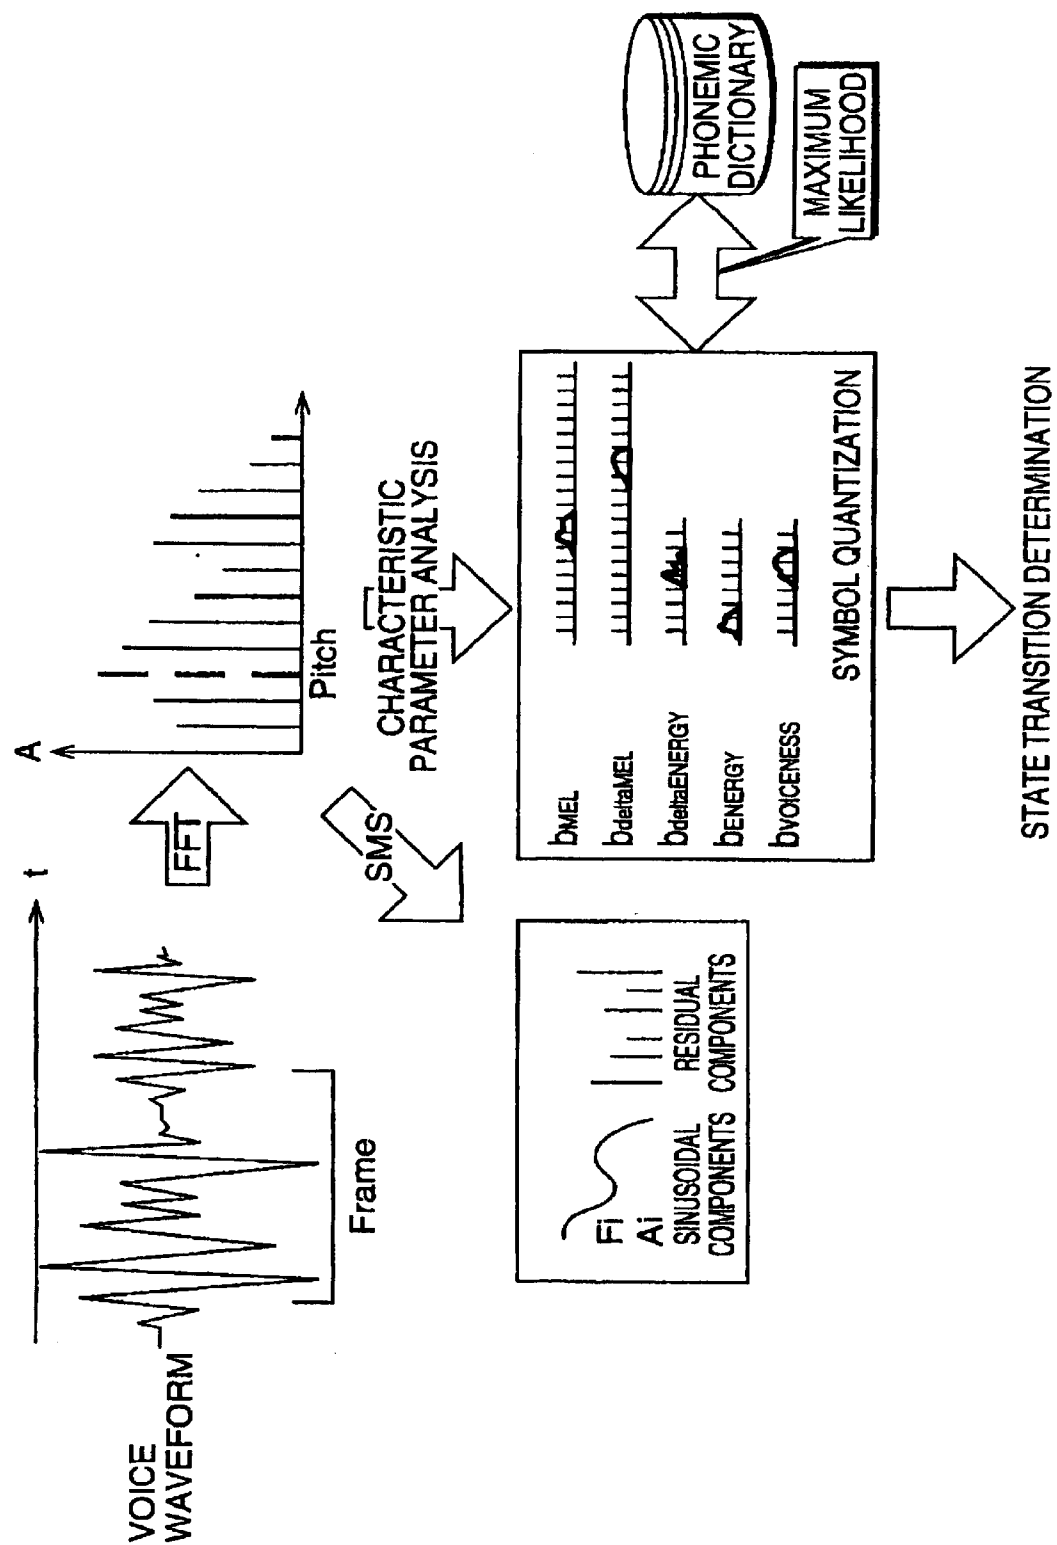 VOICE
WAVEFORM
t
Frame
FFT
A
Pitch
SMS
CHARACTERISTIC
PARAMETER ANALYSIS
Fi
Ai
SINUSOIDAL
COMPONENTS
RESIDUAL
COMPONENTS
bMEL
bdeltaMEL
bdeltaENERGY
bENERGY
bVOICENESS
SYMBOL QUANTIZATION
PHONEMIC
DICTIONARY
MAXIMUM
LIKELIHOOD
STATE TRANSITION DETERMINATION